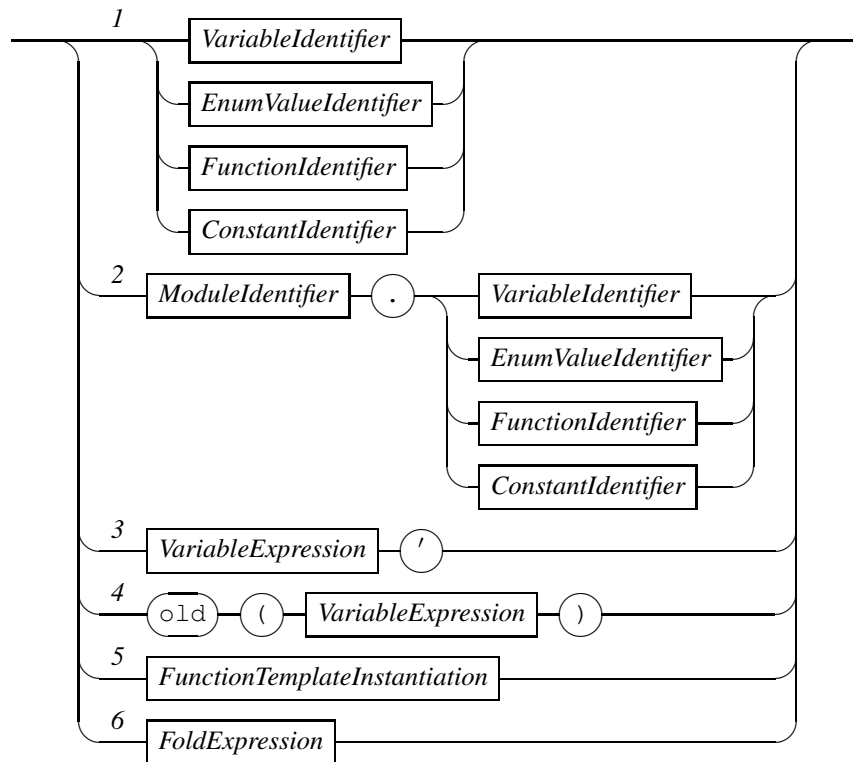 1 VariableIdentifier
EnumValueIdentifier
FunctionIdentifier
ConstantIdentifier
2 ModuleIdentifier . VariableIdentifier
EnumValueIdentifier
FunctionIdentifier
ConstantIdentifier
3 VariableExpression '
4 old ( VariableExpression )
5 FunctionTemplateInstantiation
6 FoldExpression